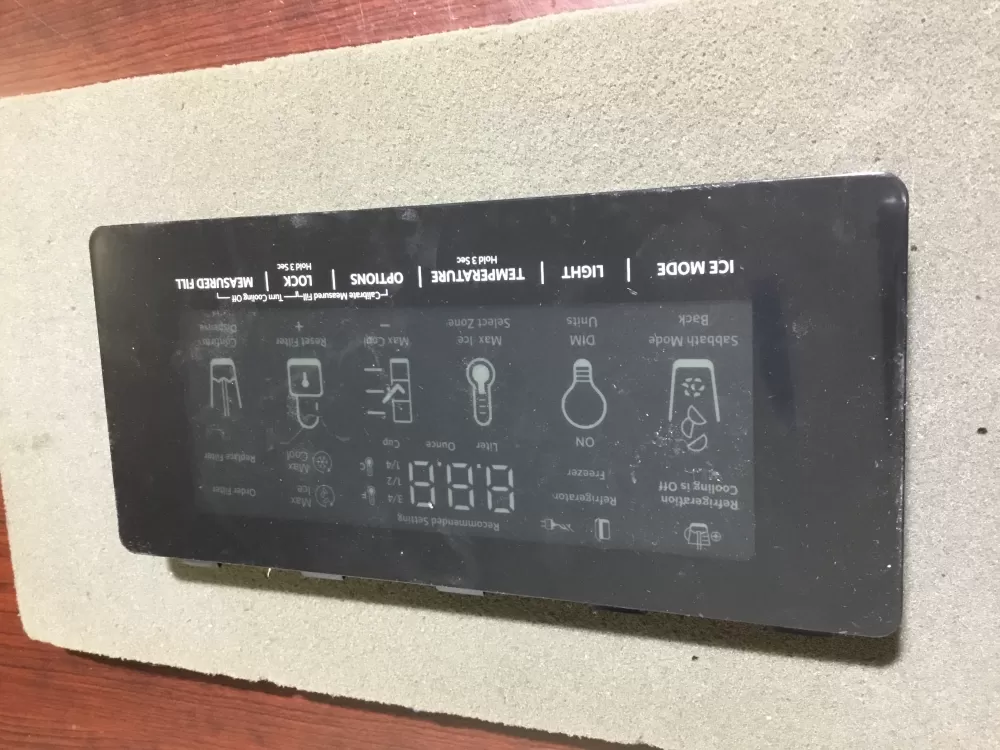 Recommended Setting
Refrigeration
Cooling is Off
Refrigerator
Freezer
3/4
1/2
1/4
Cup
°F
°C
8.8.8
Max
Ice
Max
Cool
Order Filter
Replace Filter
ON
Liter
Ounce
Sabbath Mode
Back
DIM
Units
Max Ice
Select Zone
Max Cool
–
Reset Filter
+
Confirm
Dispense
Calibrate Measured Fill
Turn Cooling Off
ICE MODE | LIGHT | TEMPERATURE | OPTIONS | LOCK | MEASURED FILL
Hold 3 Sec
Hold 3 Sec